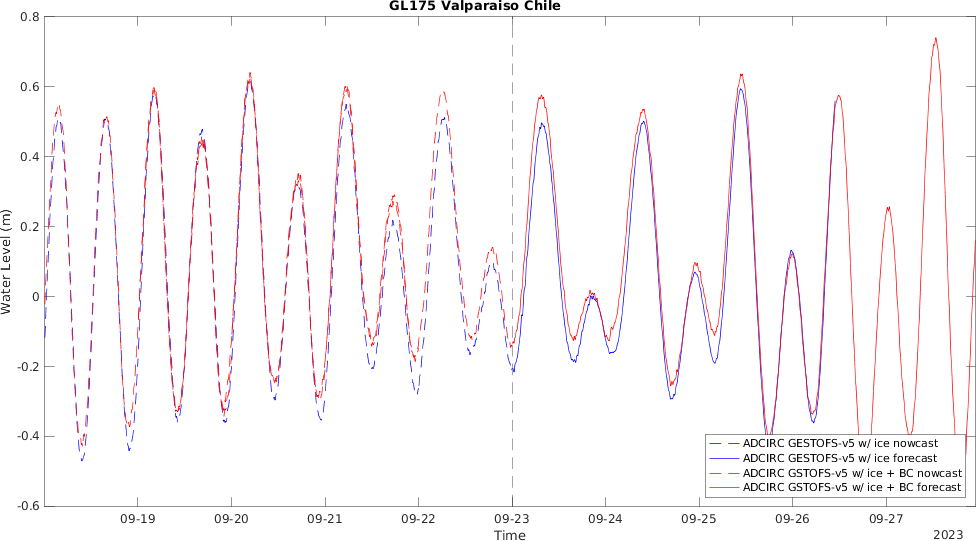 GL175 Valparaiso Chile
0.8
0.6
0.4
0.2
0
-0.2
-0.4
-0.6
Water Level (m)
ADCIRC GESTOFS-v5 w/ ice nowcast
ADCIRC GESTOFS-v5 w/ ice forecast
ADCIRC GSTOFS-v5 w/ ice + BC nowcast
ADCIRC GSTOFS-v5 w/ ice + BC forecast
09-19
09-20
09-21
09-22
09-23
09-24
09-25
09-26
09-27
Time
2023